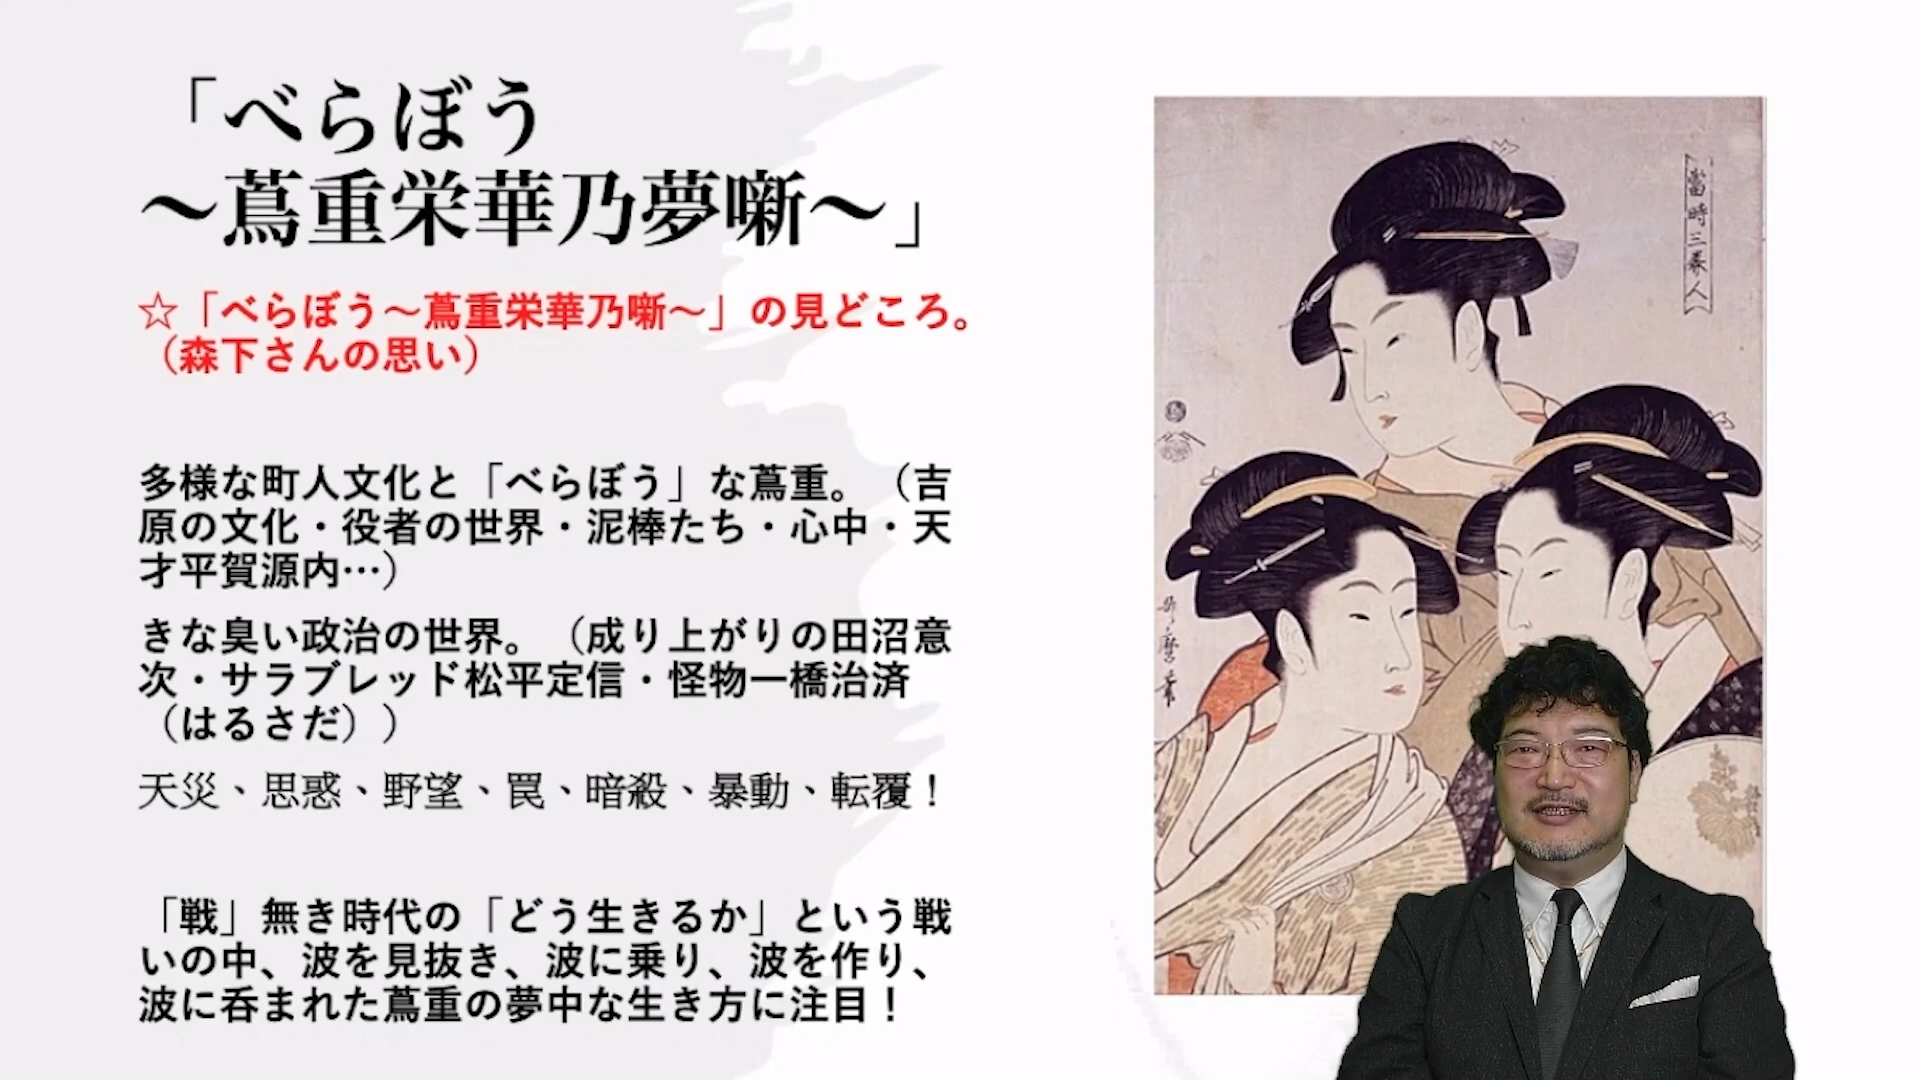 「べらぼう
〜蔦重栄華乃夢噺〜」
☆「べらぼう〜蔦重栄華乃噺〜」の見どころ。
（森下さんの思い）
多様な町人文化と「べらぼう」な蔦重。（吉
原の文化・役者の世界・泥棒たち・心中・天
才平賀源内…）
きな臭い政治の世界。（成り上がりの田沼意
次・サラブレッド松平定信・怪物一橋治済
（はるさだ））
天災、思惑、野望、罠、暗殺、暴動、転覆！
「戦」無き時代の「どう生きるか」という戦
いの中、波を見抜き、波に乗り、波を作り、
波に呑まれた蔦重の夢中な生き方に注目！
當時三美人
哥麿筆